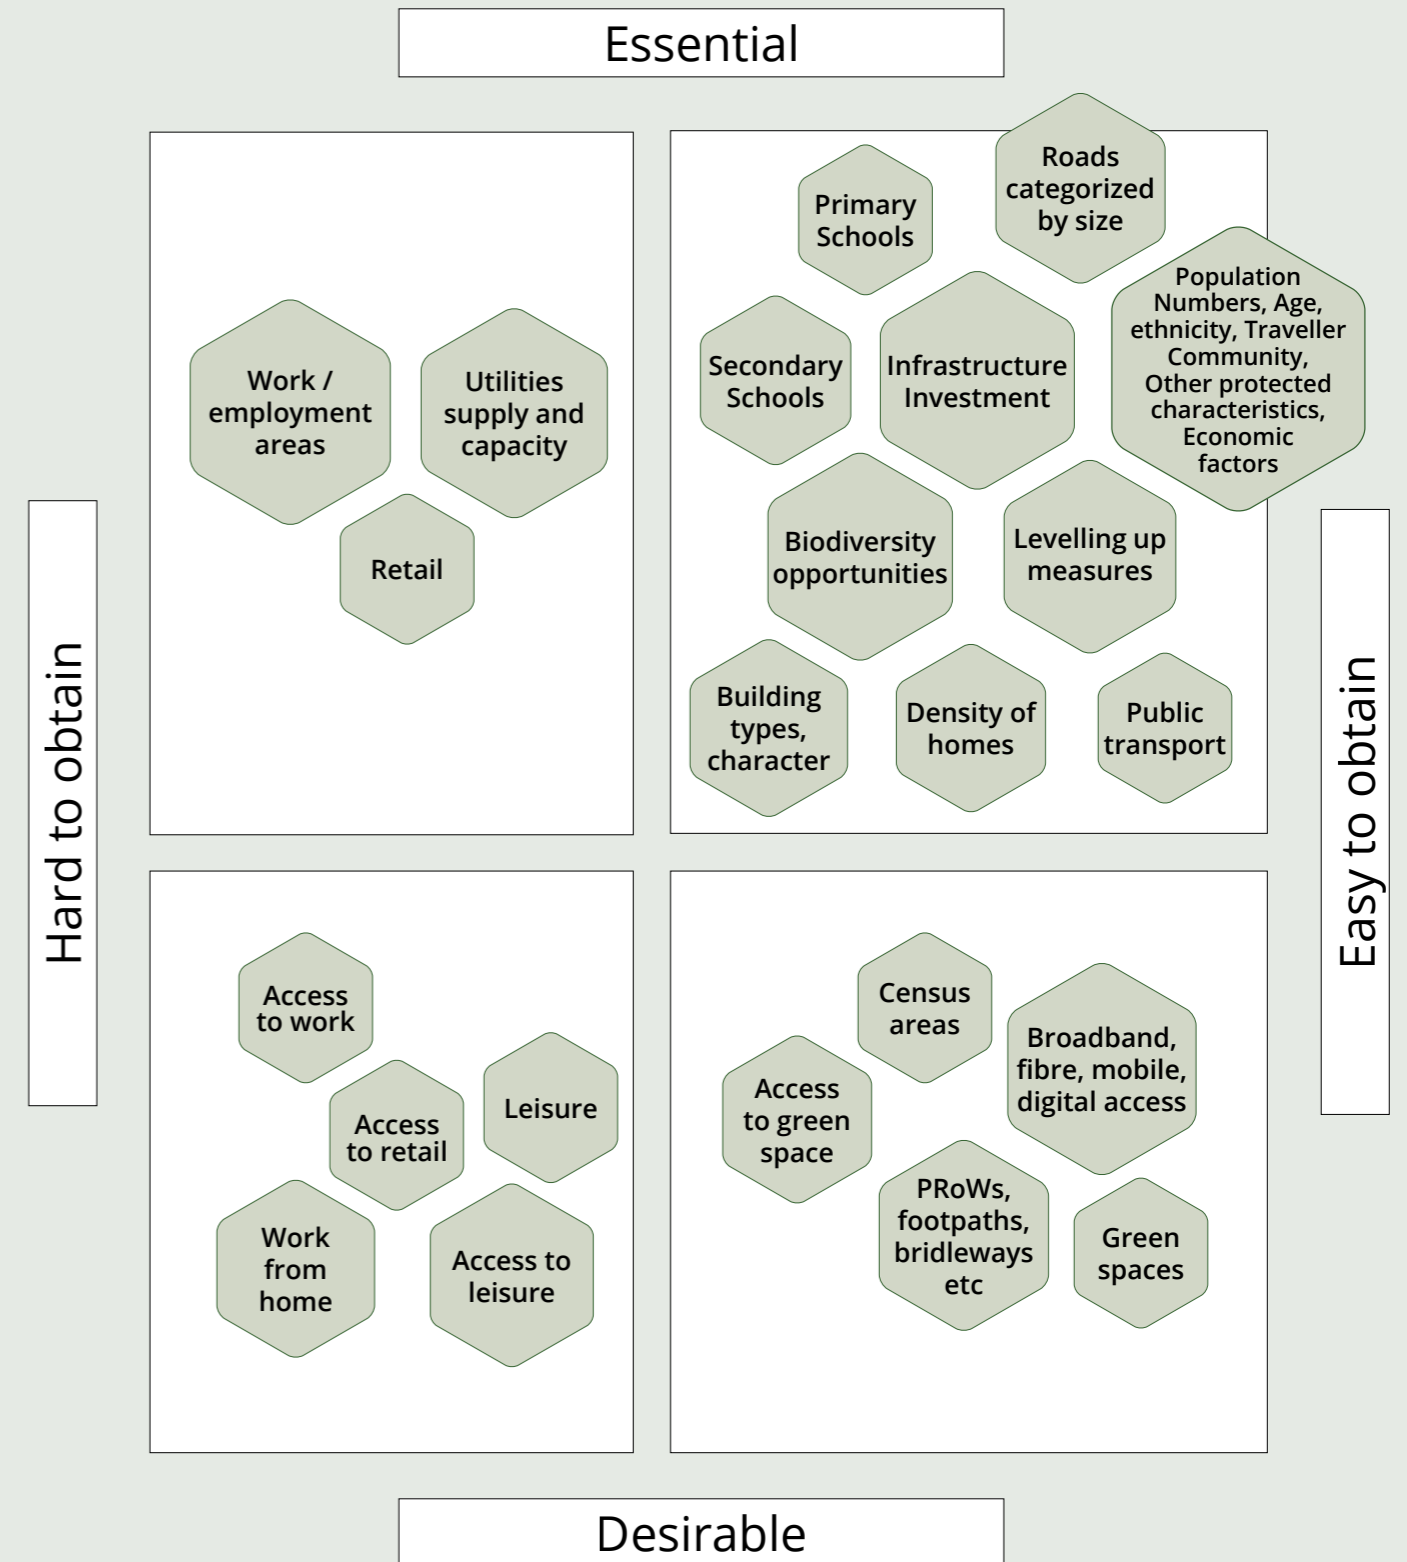 Essential
Hard to obtain
Work /
employment
areas
Utilities
supply and
capacity
Retail
Primary
Schools
Roads
categorized
by size
Secondary
Schools
Infrastructure
Investment
Population
Numbers, Age,
ethnicity, Traveller
Community,
Other protected
characteristics,
Economic
factors
Biodiversity
opportunities
Levelling up
measures
Building
types,
character
Density of
homes
Public
transport
Easy to obtain
Access
to work
Access
to retail
Leisure
Work
from
home
Access to
leisure
Census
areas
Broadband,
fibre, mobile,
digital access
Access
to green
space
PRoWs,
footpaths,
bridleways
etc
Green
spaces
Desirable